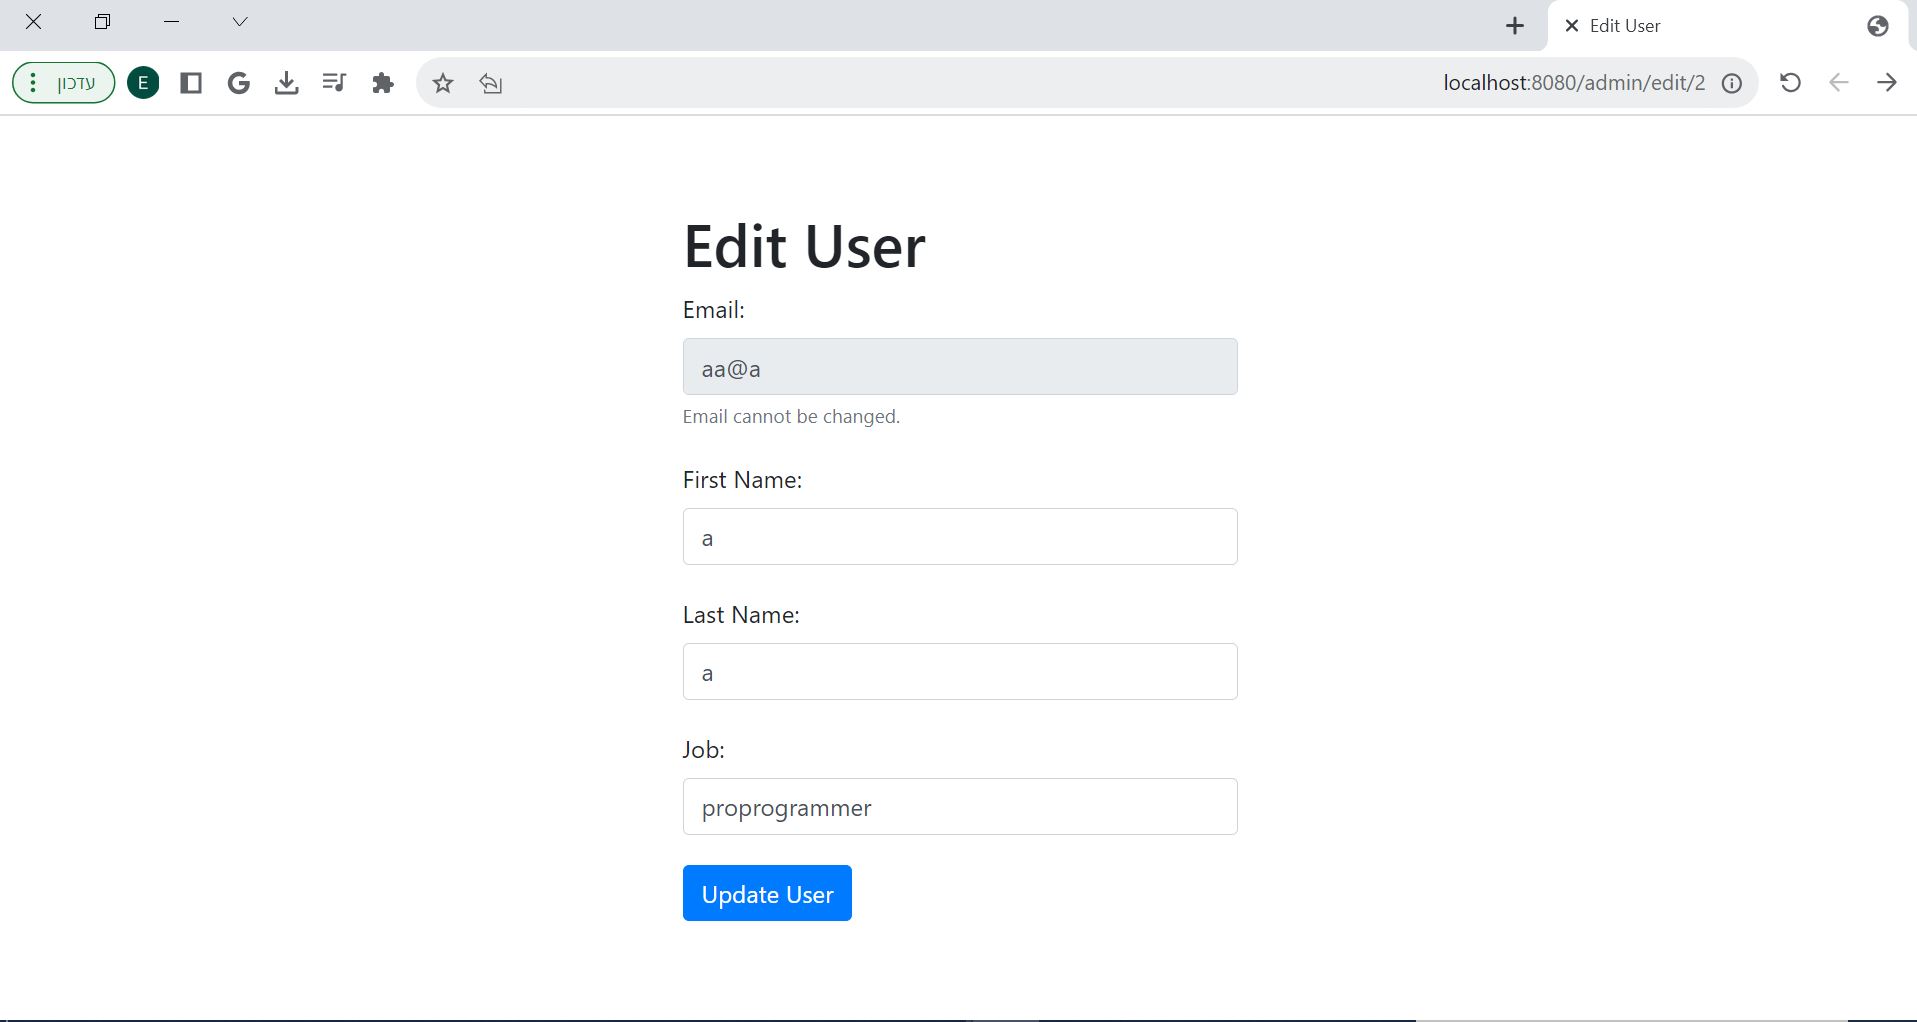 Edit User
עדכון
E
localhost:8080/admin/edit/2
Edit User
Email:
aa@a
Email cannot be changed.
First Name:
a
Last Name:
a
Job:
proprogrammer
Update User